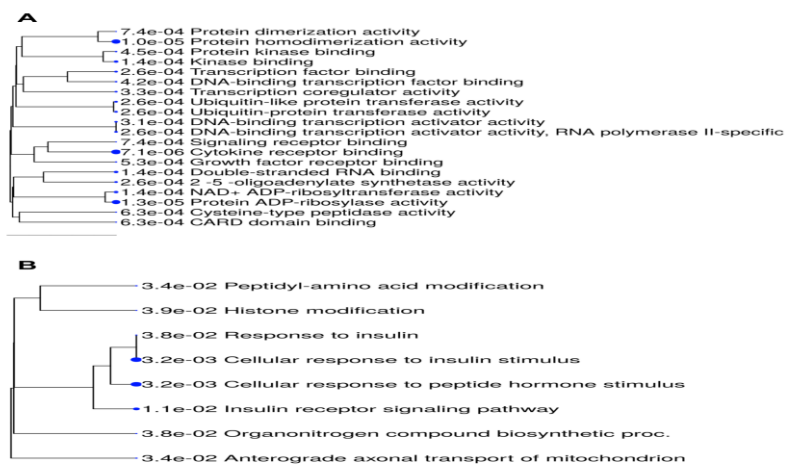 A
7.4e-04 Protein dimerization activity
1.0e-05 Protein homodimerization activity
4.5e-04 Protein kinase binding
1.4e-04 Kinase binding
2.6e-04 Transcription factor binding
4.2e-04 DNA-binding transcription factor binding
3.3e-04 Transcription coregulator activity
2.6e-04 Ubiquitin-like protein transferase activity
2.6e-04 Ubiquitin-protein transferase activity
3.1e-04 DNA-binding transcription activator activity
2.6e-04 DNA-binding transcription activator activity, RNA polymerase II-specific
7.4e-04 Signaling receptor binding
7.1e-06 Cytokine receptor binding
5.3e-04 Growth factor receptor binding
1.4e-04 Double-stranded RNA binding
2.6e-04 2 -5 -oligoadenylate synthetase activity
1.4e-04 NAD+ ADP-ribosyltransferase activity
1.3e-05 Protein ADP-ribosylase activity
6.3e-04 Cysteine-type peptidase activity
6.3e-04 CARD domain binding
B
3.4e-02 Peptidyl-amino acid modification
3.9e-02 Histone modification
3.8e-02 Response to insulin
3.2e-03 Cellular response to insulin stimulus
3.2e-03 Cellular response to peptide hormone stimulus
1.1e-02 Insulin receptor signaling pathway
3.8e-02 Organonitrogen compound biosynthetic proc.
3.4e-02 Anterograde axonal transport of mitochondrion